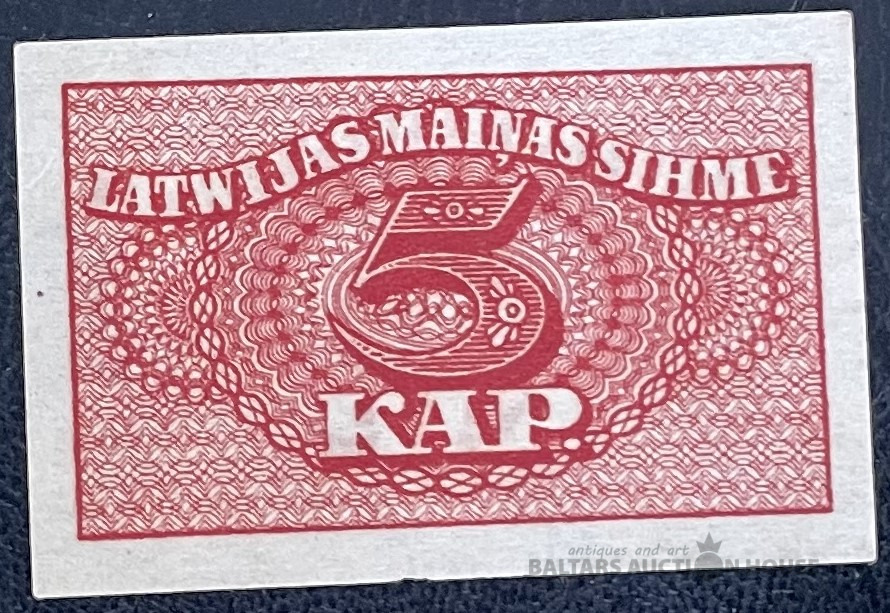 LATWIJAS MAIŅAS SIHME
5
KAP.
antiques and art
BALTARS AUCTION HOUSE